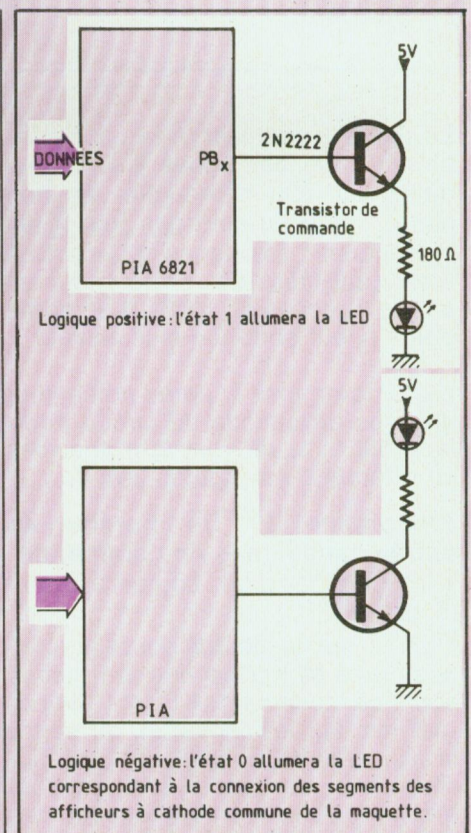 5V
2N2222
DONNEES
PBx
Transistor de
commande
180 Ω
PIA 6821
Logique positive: l'état 1 allumera la LED
5V
PIA
Logique négative: l'état 0 allumera la LED
correspondant à la connexion des segments des
afficheurs à cathode commune de la maquette.